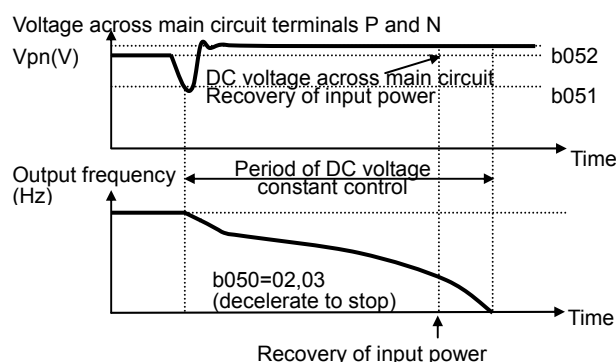 Voltage across main circuit terminals P and N
Vpn(V)
b052
DC voltage across main circuit
Recovery of input power
b051
Time
Output frequency
(Hz)
Period of DC voltage
constant control
b050=02,03
(decelerate to stop)
Time
Recovery of input power